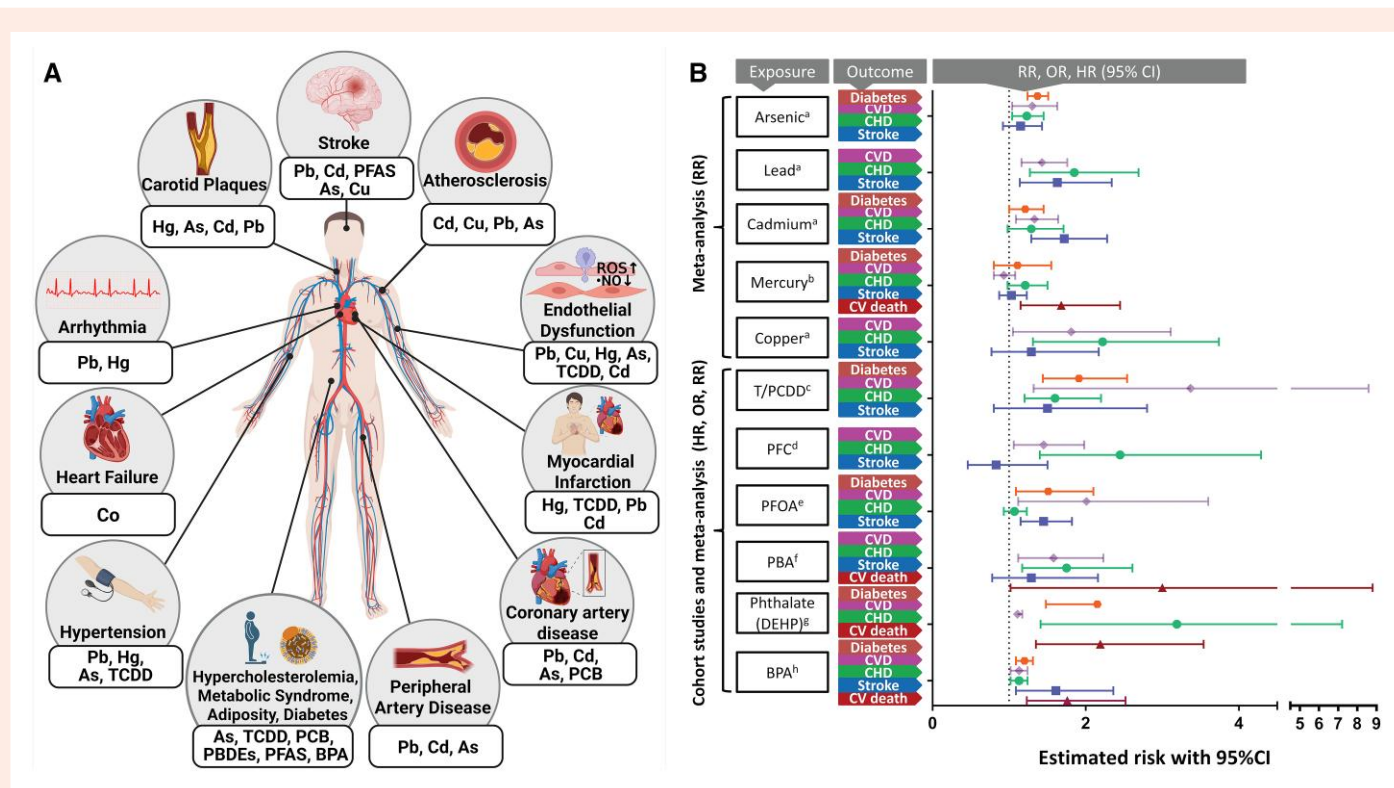 A
Stroke
Pb, Cd, PFAS
As, Cu
Carotid Plaques
Hg, As, Cd, Pb
Atherosclerosis
Cd, Cu, Pb, As
Arrhythmia
Pb, Hg
ROS↑
•NO↓
Endothelial
Dysfunction
Pb, Cu, Hg, As,
TCDD, Cd
Heart Failure
Co
Myocardial
Infarction
Hg, TCDD, Pb
Cd
Hypertension
Pb, Hg,
As, TCDD
Hypercholesterolemia,
Metabolic Syndrome,
Adiposity, Diabetes
As, TCDD, PCB,
PBDEs, PFAS, BPA
Peripheral
Artery Disease
Pb, Cd, As
Coronary artery
disease
Pb, Cd,
As, PCB
B
Exposure
Outcome
RR, OR, HR (95% CI)
Meta-analysis (RR)
Arsenicᵃ
Diabetes
CVD
CHD
Stroke
Leadᵃ
CVD
CHD
Stroke
Cadmiumᵃ
Diabetes
CVD
CHD
Stroke
Mercuryᵇ
Diabetes
CVD
CHD
Stroke
CV death
Copperᵃ
CVD
CHD
Stroke
Cohort studies and meta-analysis (HR, OR, RR)
T/PCDDᶜ
Diabetes
CVD
CHD
Stroke
PFCᵈ
CVD
CHD
Stroke
PFOAᵉ
Diabetes
CVD
CHD
Stroke
PBAᶠ
CVD
CHD
Stroke
CV death
Phthalate
(DEHP)ᵍ
Diabetes
CVD
CHD
CV death
BPAʰ
Diabetes
CVD
CHD
Stroke
CV death
0 2 4 5 6 7 8 9
Estimated risk with 95%CI